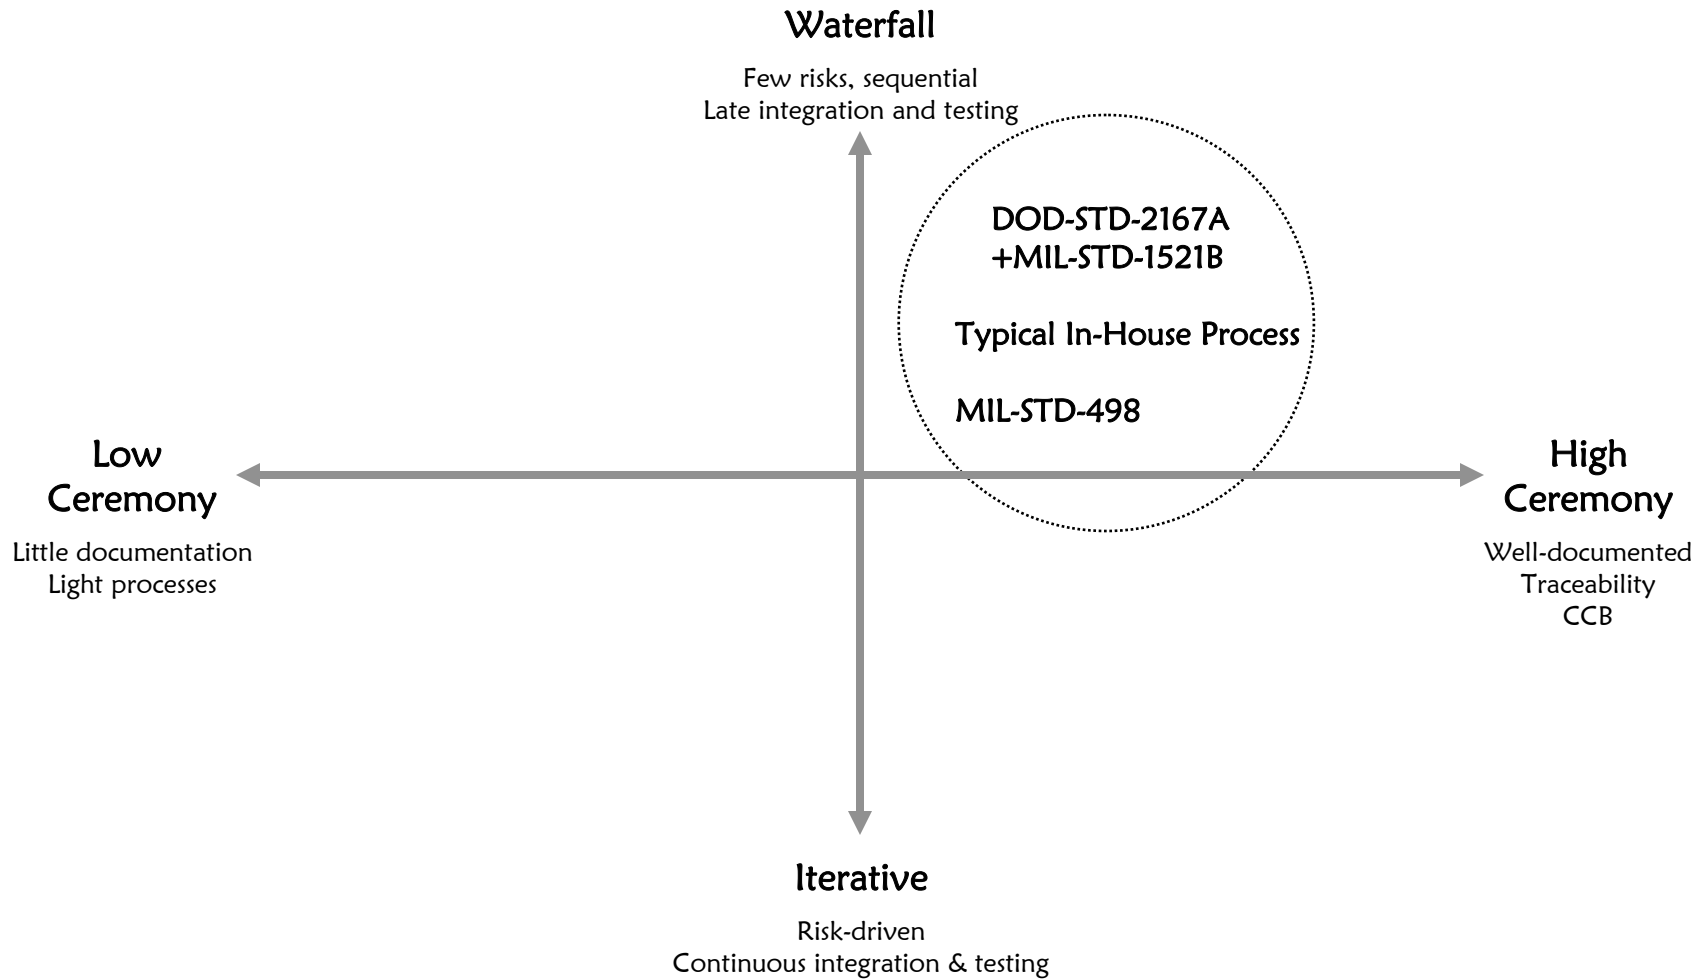 Waterfall
Few risks, sequential
Late integration and testing
DOD-STD-2167A
+MIL-STD-1521B
Typical In-House Process
MIL-STD-498
Low
Ceremony
Little documentation
Light processes
High
Ceremony
Well-documented
Traceability
CCB
Iterative
Risk-driven
Continuous integration & testing